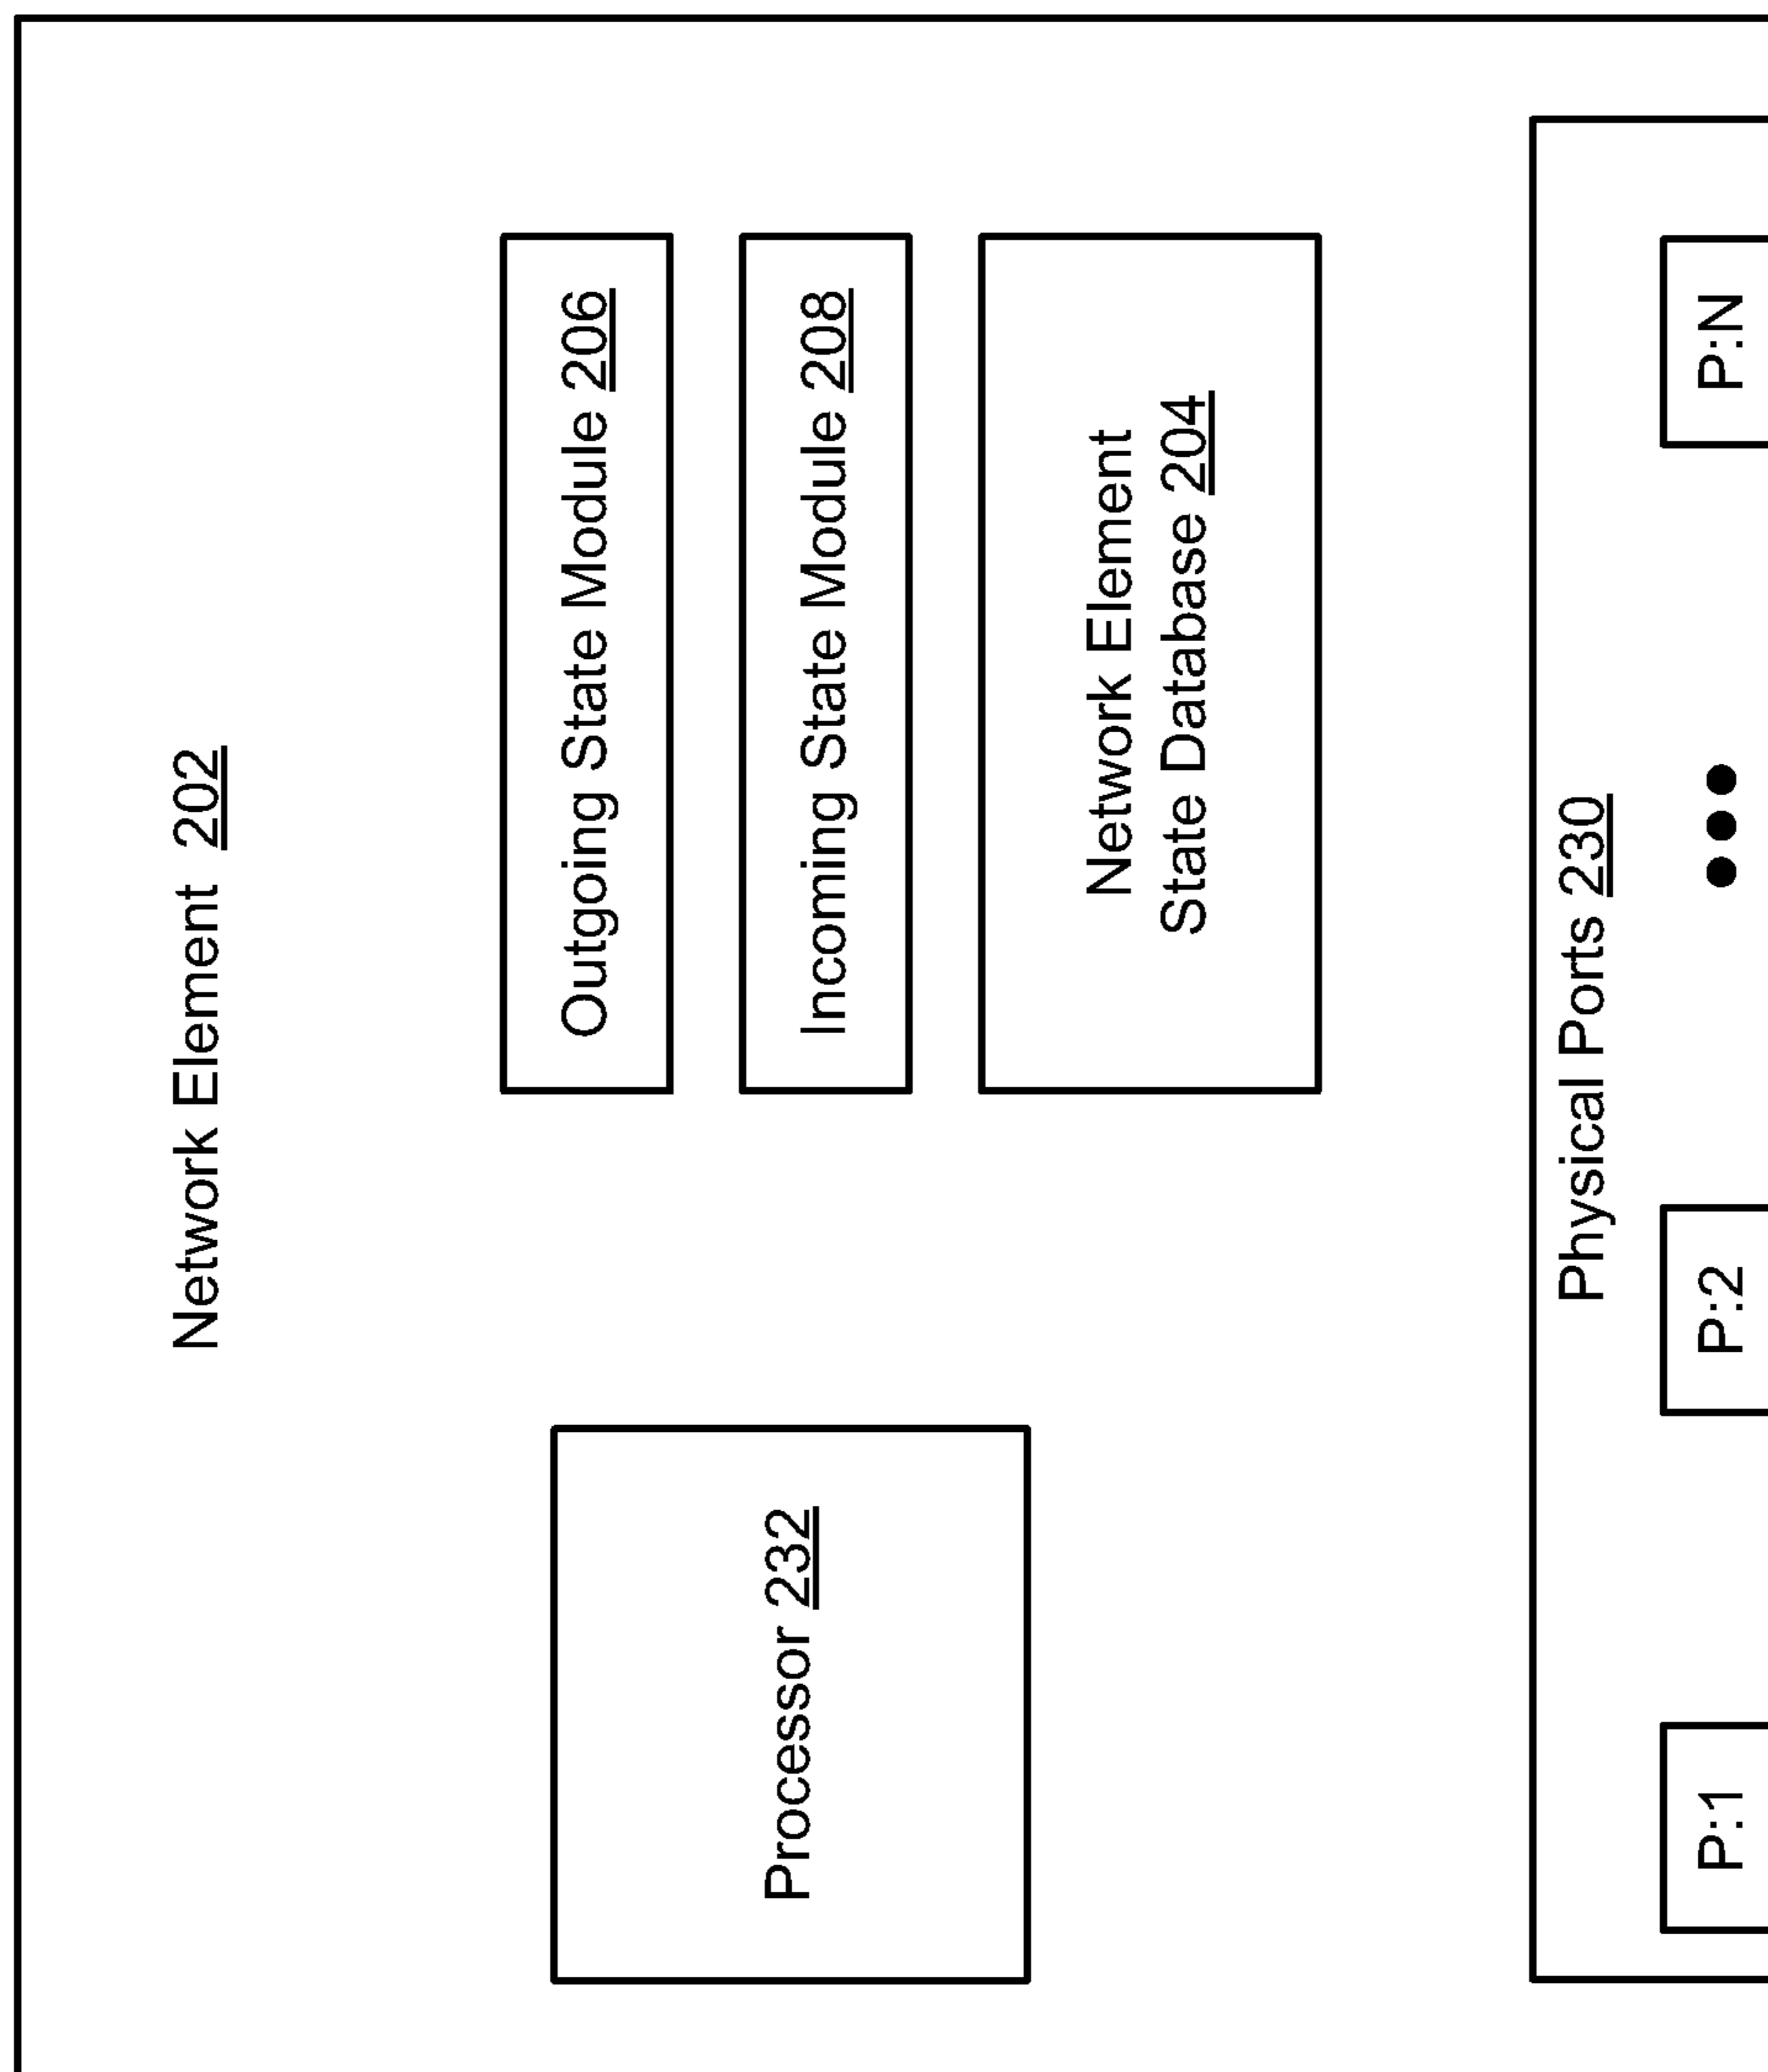 Network Element 202
Processor 232
Outgoing State Module 206
Incoming State Module 208
Network Element
State Database 204
Physical Ports 230
P:1
P:2
P:N